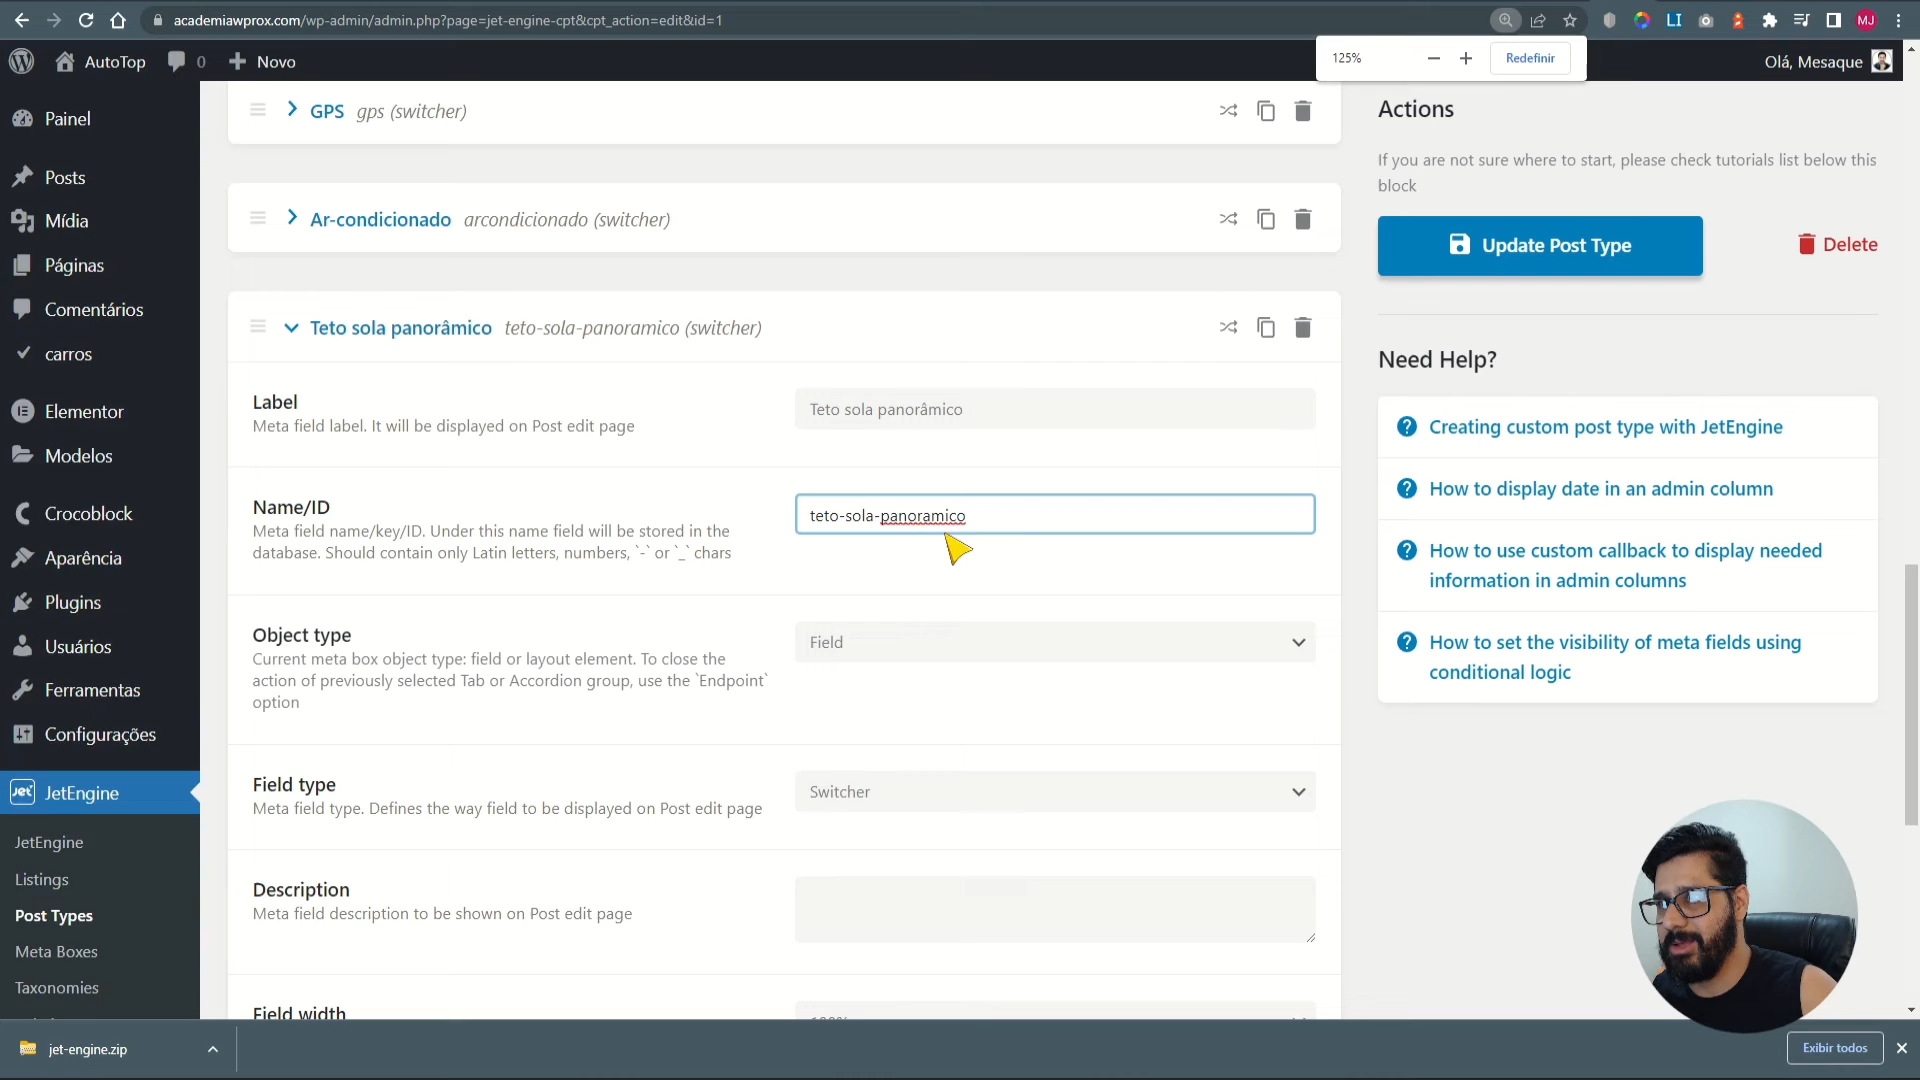 academiawprox.com/wp-admin/admin.php?page=jet-engine-cpt&cpt_action=edit&id=1
LI
MJ
125%
Redefinir
AutoTop
0
Novo
Olá, Mesaque
Painel
Posts
Mídia
Páginas
Comentários
carros
Elementor
Modelos
Crocoblock
Aparência
Plugins
Usuários
Ferramentas
Configurações
JetEngine
JetEngine
Listings
Post Types
Meta Boxes
Taxonomies
GPS gps (switcher)
Ar-condicionado arcondicionado (switcher)
Teto sola panorâmico teto-sola-panoramico (switcher)
Label
Meta field label. It will be displayed on Post edit page
Teto sola panorâmico
Name/ID
Meta field name/key/ID. Under this name field will be stored in the
database. Should contain only Latin letters, numbers, `-` or `_` chars
teto-sola-panoramico
Object type
Current meta box object type: field or layout element. To close the
action of previously selected Tab or Accordion group, use the `Endpoint`
option
Field
Field type
Meta field type. Defines the way field to be displayed on Post edit page
Switcher
Description
Meta field description to be shown on Post edit page
Field width
100%
Actions
If you are not sure where to start, please check tutorials list below this
block
Update Post Type
Delete
Need Help?
Creating custom post type with JetEngine
How to display date in an admin column
How to use custom callback to display needed
information in admin columns
How to set the visibility of meta fields using
conditional logic
jet-engine.zip
Exibir todos